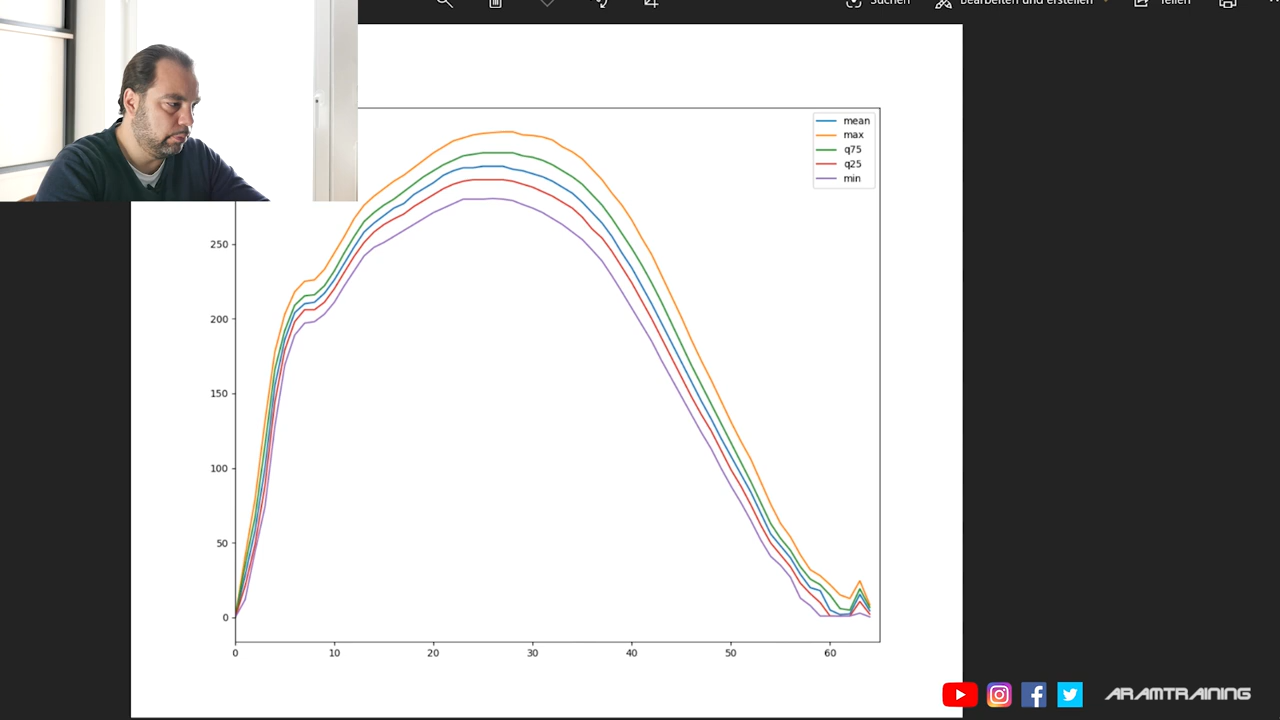 Suchen Bearbeiten und erstellen Teilen
mean
max
q75
q25
min
250
200
150
100
50
0
0 10 20 30 40 50 60
ARAMTRAINING